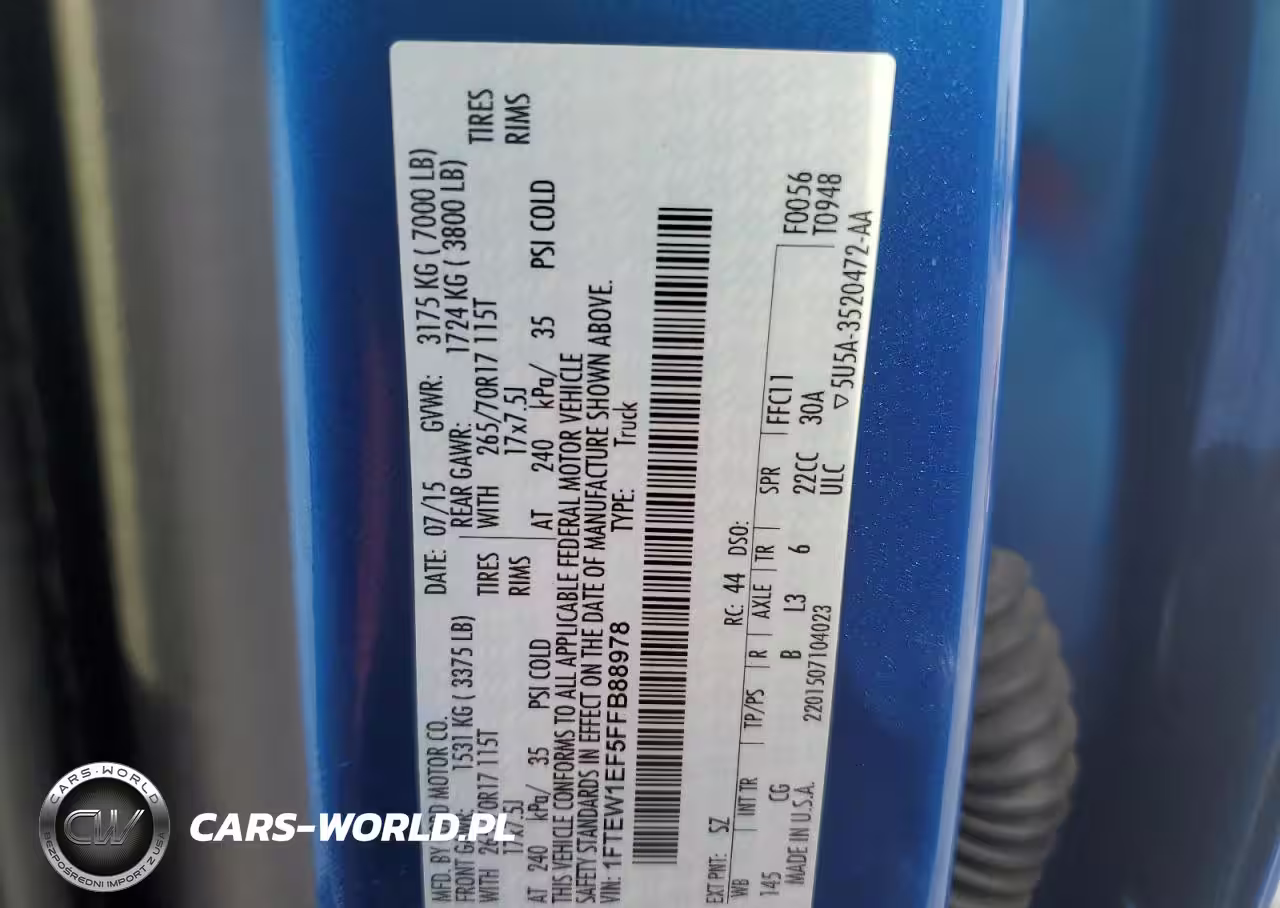 MFD. BY FORD MOTOR CO.
DATE: 07/15 GVWR: 3175 KG ( 7000 LB)
FRONT GAWR: 1531 KG ( 3375 LB) REAR GAWR: 1724 KG ( 3800 LB)
WITH 265/70R17 115T TIRES WITH 265/70R17 115T TIRES
17x7.5J RIMS 17x7.5J RIMS
AT 240 kPa/ 35 PSI COLD AT 240 kPa/ 35 PSI COLD
THIS VEHICLE CONFORMS TO ALL APPLICABLE FEDERAL MOTOR VEHICLE
SAFETY STANDARDS IN EFFECT ON THE DATE OF MANUFACTURE SHOWN ABOVE.
VIN: 1FTEW1EF5FFB88978 TYPE: Truck
EXT PNT: SZ RC: 44 DSO:
WB INT TR TP/PS R AXLE TR SPR FFC11 F0056
145 CG B L3 6 22CC 30A T0948
MADE IN U.S.A. 2201507104023 ULC
5U5A-3520472-AA
CARS-WORLD
CW
BEZPOŚREDNI IMPORT Z USA
CARS-WORLD.PL